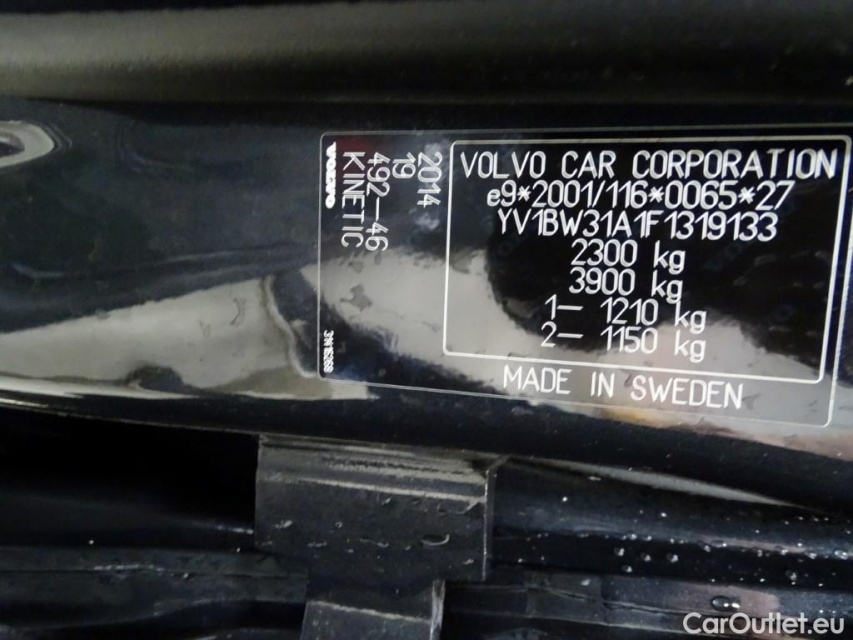 VOLVO CAR CORPORATION
e9*2001/116*0065*27
YV1BW31A1F1319133
2300 kg
3900 kg
1— 1210 kg
2— 1150 kg
MADE IN SWEDEN
2014
19
492—46
KINETIC
VOLVO
CarOutlet.eu